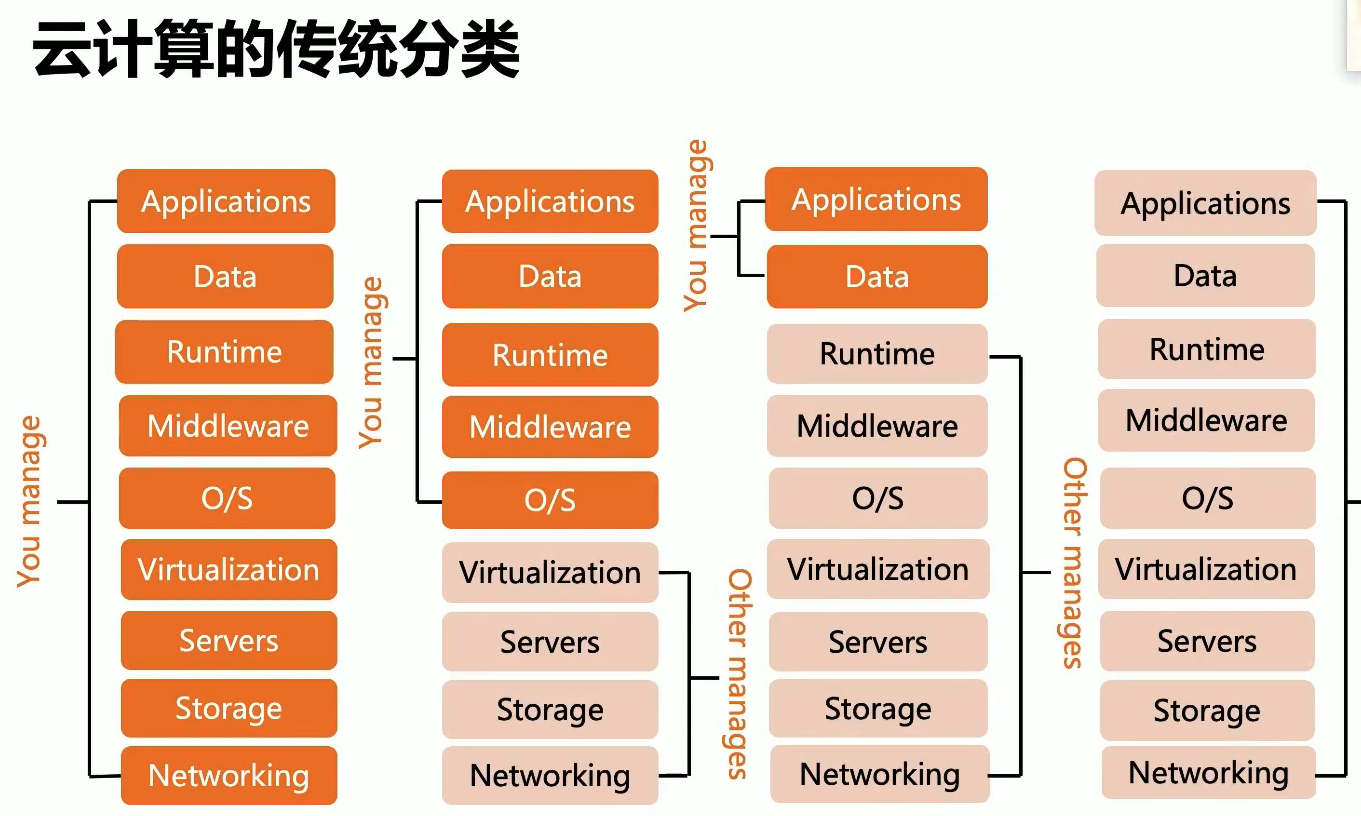 云计算的传统分类
You manage
Applications
Data
Runtime
Middleware
O/S
Virtualization
Servers
Storage
Networking
You manage
Applications
Data
Runtime
Middleware
O/S
Virtualization
Servers
Storage
Networking
Other manages
You manage
Applications
Data
Runtime
Middleware
O/S
Virtualization
Servers
Storage
Networking
Other manages
Applications
Data
Runtime
Middleware
O/S
Virtualization
Servers
Storage
Networking